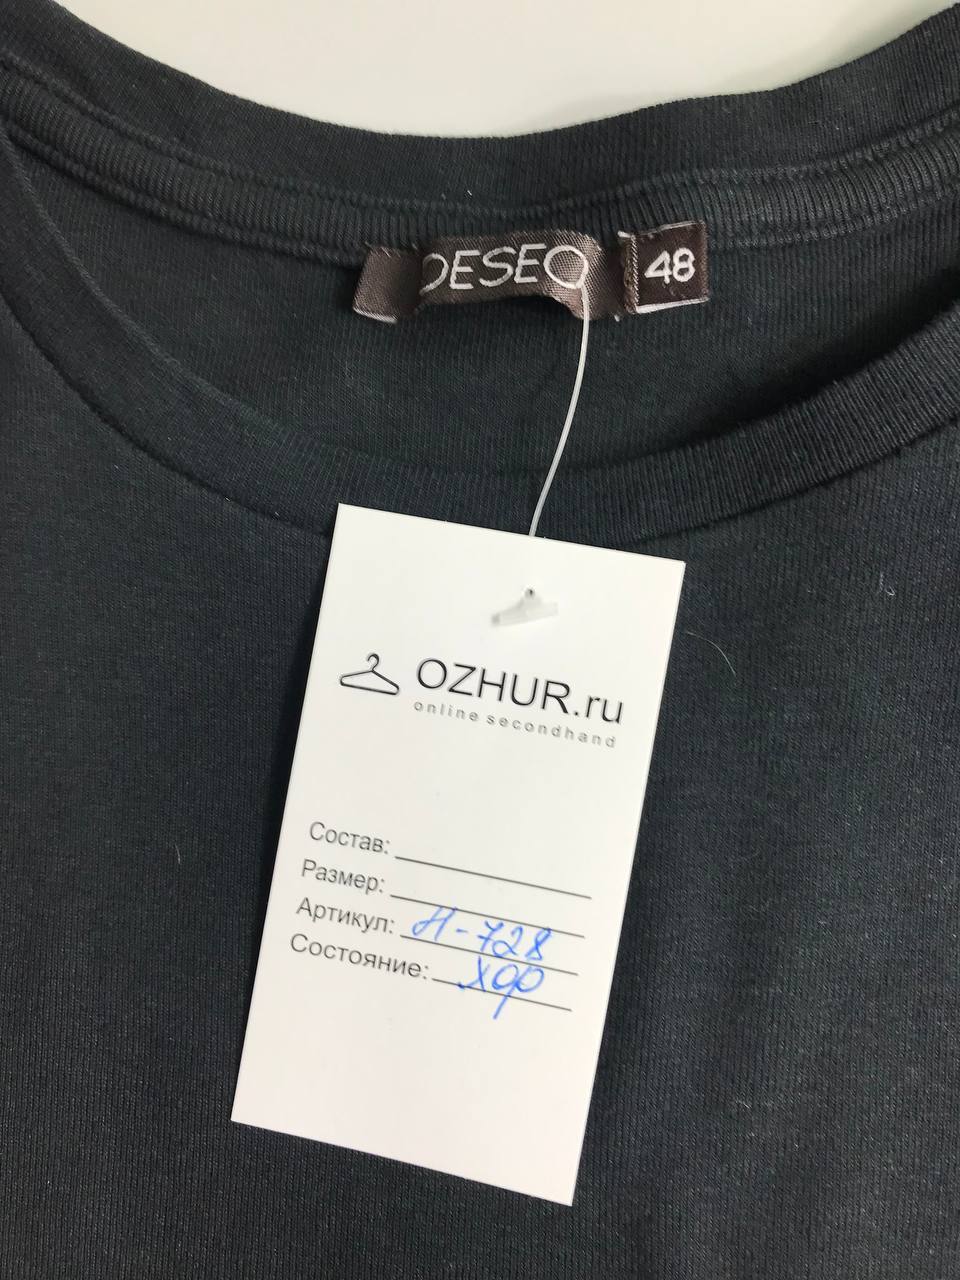 DESEO
48
OZHUR.ru
online secondhand
Состав:
Размер:
Артикул: Н-728
Состояние: хор